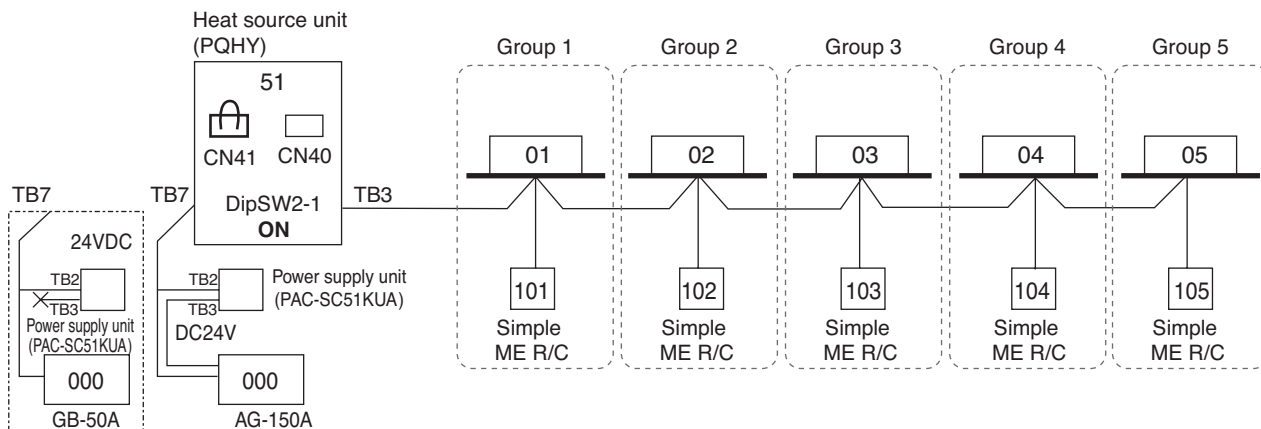 Heat source unit
(PQHY)
51
CN41
CN40
DipSW2-1
ON
TB7
TB3
Group 1
Group 2
Group 3
Group 4
Group 5
01
02
03
04
05
101
102
103
104
105
Simple
ME R/C
Simple
ME R/C
Simple
ME R/C
Simple
ME R/C
Simple
ME R/C
TB7
24VDC
TB2
TB3
Power supply unit
(PAC-SC51KUA)
000
GB-50A
TB2
TB3
Power supply unit
(PAC-SC51KUA)
DC24V
000
AG-150A